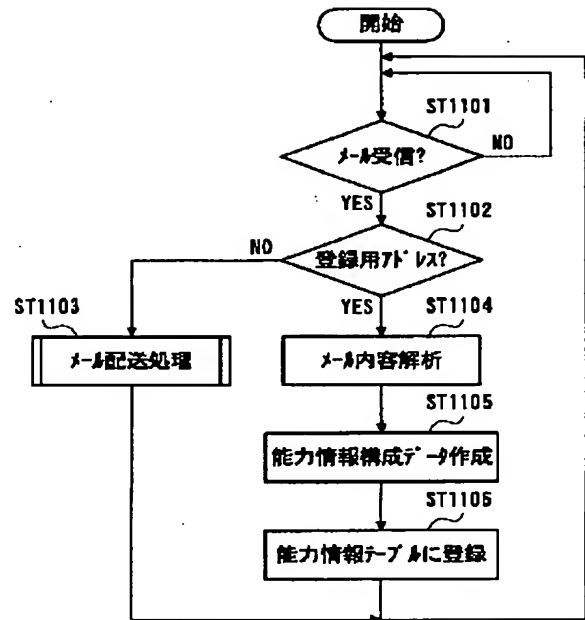 開始
ST1101
メール受信?
NO
YES
ST1102
登録用アドレス?
NO
YES
ST1103
メール配送処理
ST1104
メール内容解析
ST1105
能力情報構成データ作成
ST1106
能力情報テーブルに登録